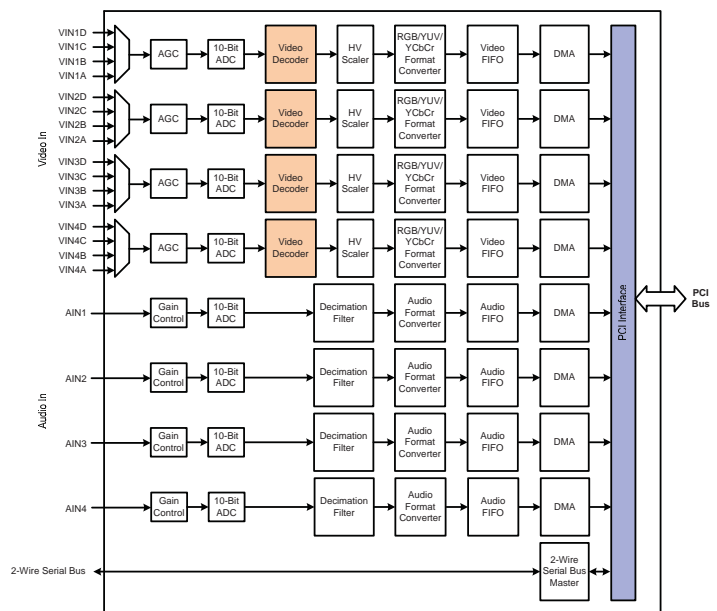 VIN1D
VIN1C
VIN1B
VIN1A
AGC
10-Bit
ADC
Video
Decoder
HV
Scaler
RGB/YUV/
YCbCr
Format
Converter
Video
FIFO
DMA
VIN2D
VIN2C
VIN2B
VIN2A
AGC
10-Bit
ADC
Video
Decoder
HV
Scaler
RGB/YUV/
YCbCr
Format
Converter
Video
FIFO
DMA
Video In
VIN3D
VIN3C
VIN3B
VIN3A
AGC
10-Bit
ADC
Video
Decoder
HV
Scaler
RGB/YUV/
YCbCr
Format
Converter
Video
FIFO
DMA
VIN4D
VIN4C
VIN4B
VIN4A
AGC
10-Bit
ADC
Video
Decoder
HV
Scaler
RGB/YUV/
YCbCr
Format
Converter
Video
FIFO
DMA
PCI Interface
PCI
Bus
AIN1
Gain
Control
10-Bit
ADC
Decimation
Filter
Audio
Format
Converter
Audio
FIFO
DMA
AIN2
Gain
Control
10-Bit
ADC
Decimation
Filter
Audio
Format
Converter
Audio
FIFO
DMA
Audio In
AIN3
Gain
Control
10-Bit
ADC
Decimation
Filter
Audio
Format
Converter
Audio
FIFO
DMA
AIN4
Gain
Control
10-Bit
ADC
Decimation
Filter
Audio
Format
Converter
Audio
FIFO
DMA
2-Wire Serial Bus
2-Wire
Serial Bus
Master